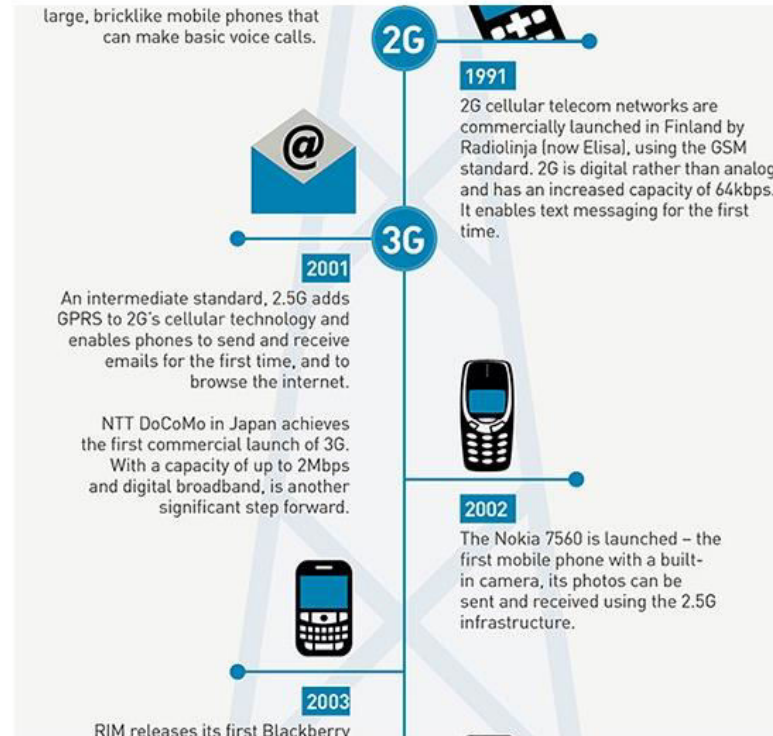 large, bricklike mobile phones that
can make basic voice calls.
2G
1991
2G cellular telecom networks are
commercially launched in Finland by
Radiolinja (now Elisa), using the GSM
standard. 2G is digital rather than analog
and has an increased capacity of 64kbps.
It enables text messaging for the first
time.
@
3G
2001
An intermediate standard, 2.5G adds
GPRS to 2G's cellular technology and
enables phones to send and receive
emails for the first time, and to
browse the internet.
NTT DoCoMo in Japan achieves
the first commercial launch of 3G.
With a capacity of up to 2Mbps
and digital broadband, is another
significant step forward.
2002
The Nokia 7560 is launched – the
first mobile phone with a built-
in camera, its photos can be
sent and received using the 2.5G
infrastructure.
2003
RIM releases its first Blackberry